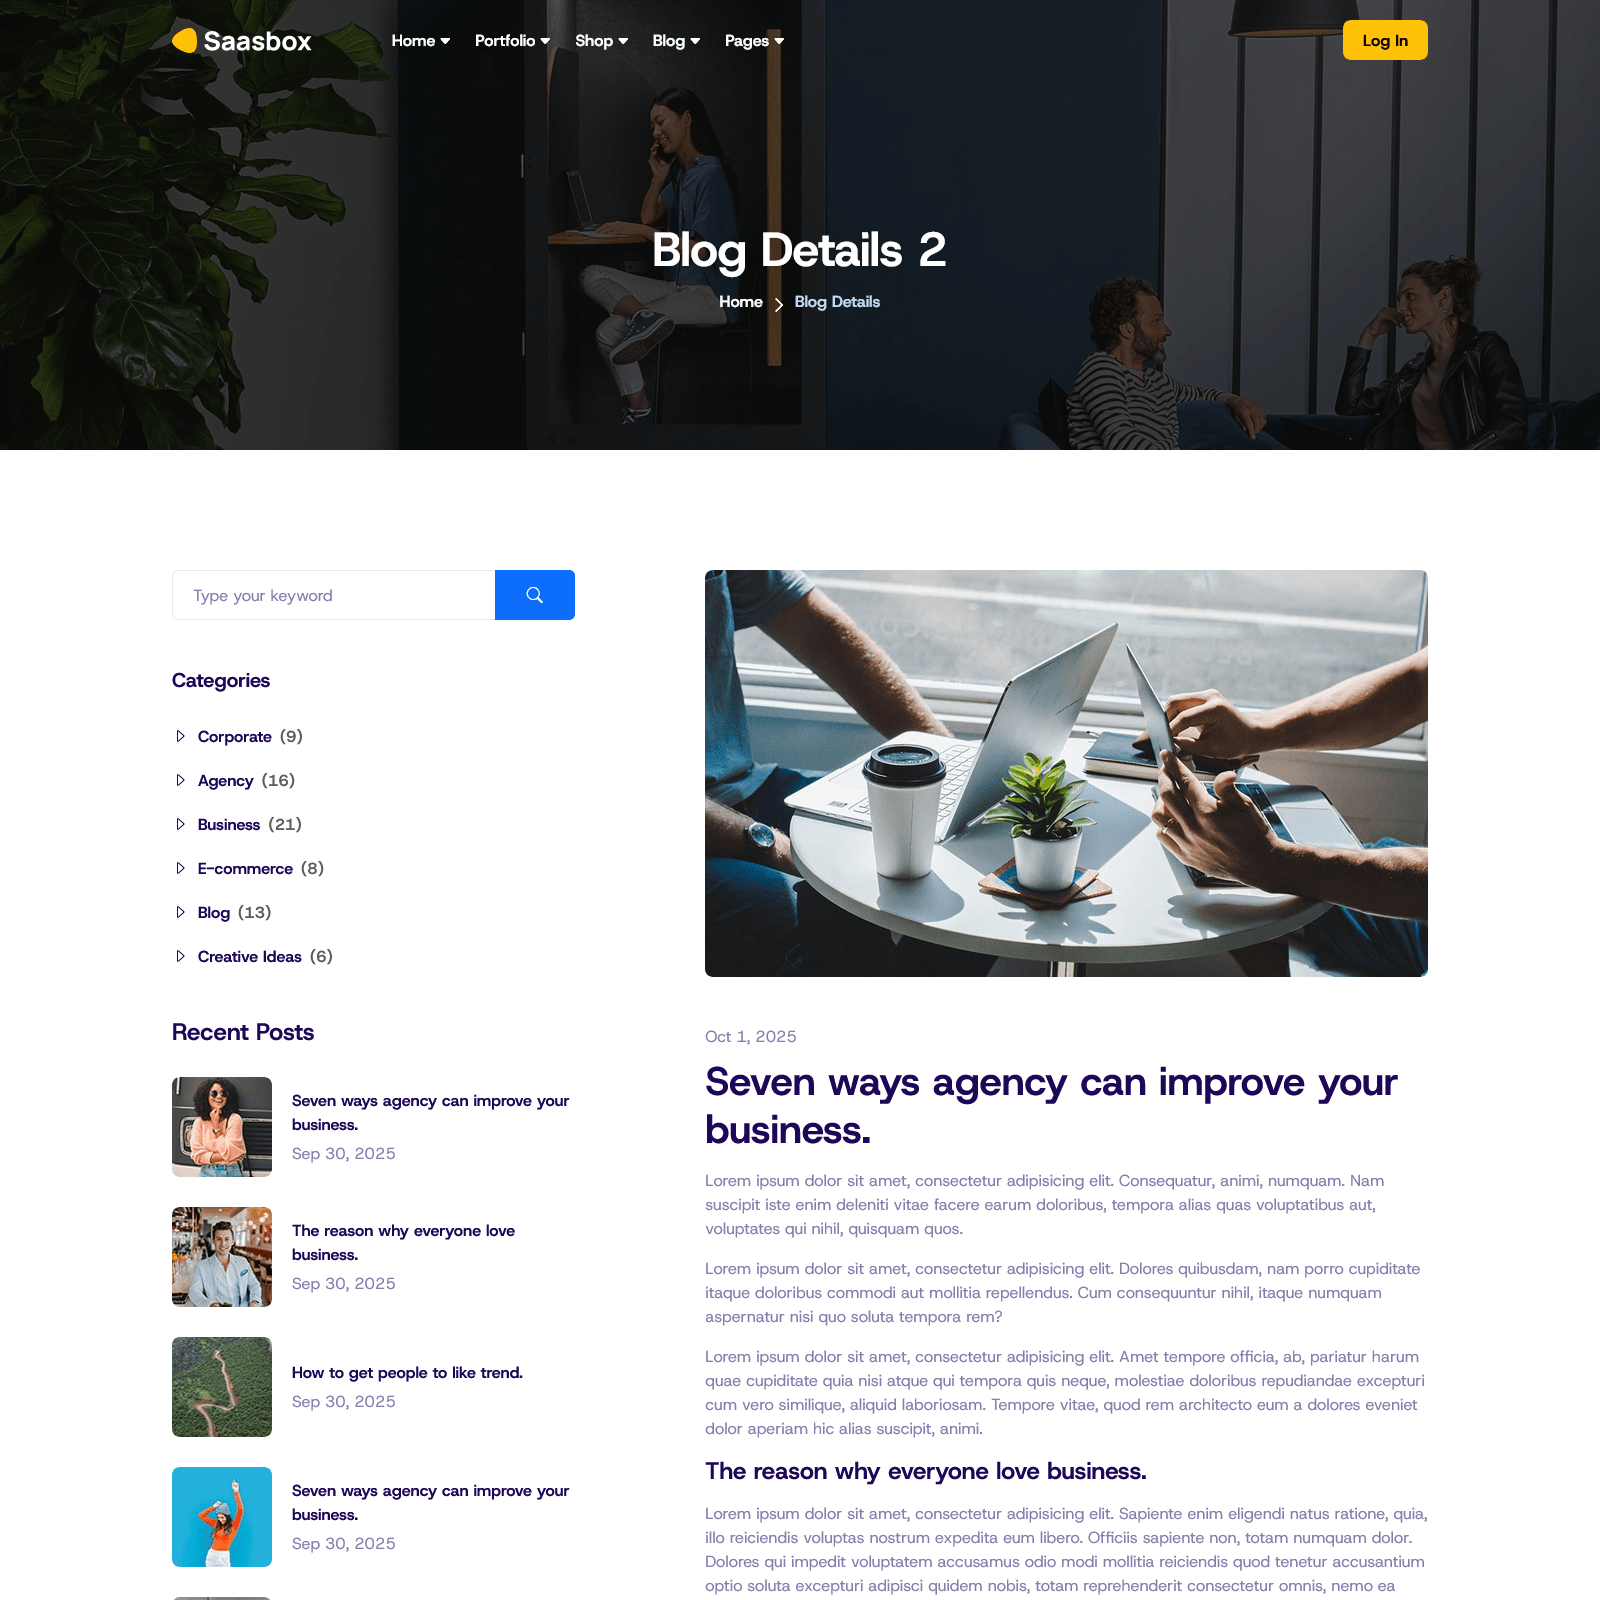 Saasbox
Home
Portfolio
Shop
Blog
Pages
Log In
Blog Details 2
Home
Blog Details
Type your keyword
Categories
Corporate (9)
Agency (16)
Business (21)
E-commerce (8)
Blog (13)
Creative Ideas (6)
Recent Posts
Seven ways agency can improve your
business.
Sep 30, 2025
The reason why everyone love
business.
Sep 30, 2025
How to get people to like trend.
Sep 30, 2025
Seven ways agency can improve your
business.
Sep 30, 2025
Oct 1, 2025
Seven ways agency can improve your
business.
Lorem ipsum dolor sit amet, consectetur adipisicing elit. Consequatur, animi, numquam. Nam
suscipit iste enim deleniti vitae facere earum doloribus, tempora alias quas voluptatibus aut,
voluptates qui nihil, quisquam quos.
Lorem ipsum dolor sit amet, consectetur adipisicing elit. Dolores quibusdam, nam porro cupiditate
itaque doloribus commodi aut mollitia repellendus. Cum consequuntur nihil, itaque numquam
aspernatur nisi quo soluta tempora rem?
Lorem ipsum dolor sit amet, consectetur adipisicing elit. Amet tempore officia, ab, pariatur harum
quae cupiditate quia nisi atque qui tempora quis neque, molestiae doloribus repudiandae excepturi
cum vero similique, aliquid laboriosam. Tempore vitae, quod rem architecto eum a dolores eveniet
dolor aperiam hic alias suscipit, animi.
The reason why everyone love business.
Lorem ipsum dolor sit amet, consectetur adipisicing elit. Sapiente enim eligendi natus ratione, quia,
illo reiciendis voluptas nostrum expedita eum libero. Officiis sapiente non, totam numquam dolor.
Dolores qui impedit voluptatem accusamus odio modi mollitia reiciendis quod tenetur accusantium
optio soluta excepturi adipisci quidem nobis, totam reprehenderit consectetur omnis, nemo ea